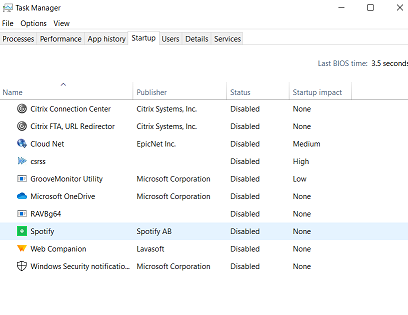 Task Manager
File Options View
Processes Performance App history Startup Users Details Services
Last BIOS time: 3.5 seconds
Name Publisher Status Startup impact
Citrix Connection Center Citrix Systems, Inc. Disabled None
Citrix FTA, URL Redirector Citrix Systems, Inc. Disabled None
Cloud Net EpicNet Inc. Disabled Medium
csrss Disabled High
GrooveMonitor Utility Microsoft Corporation Disabled Low
Microsoft OneDrive Microsoft Corporation Disabled None
RAVBg64 Disabled None
Spotify Spotify AB Disabled None
Web Companion Lavasoft Disabled None
Windows Security notificatio... Microsoft Corporation Disabled None